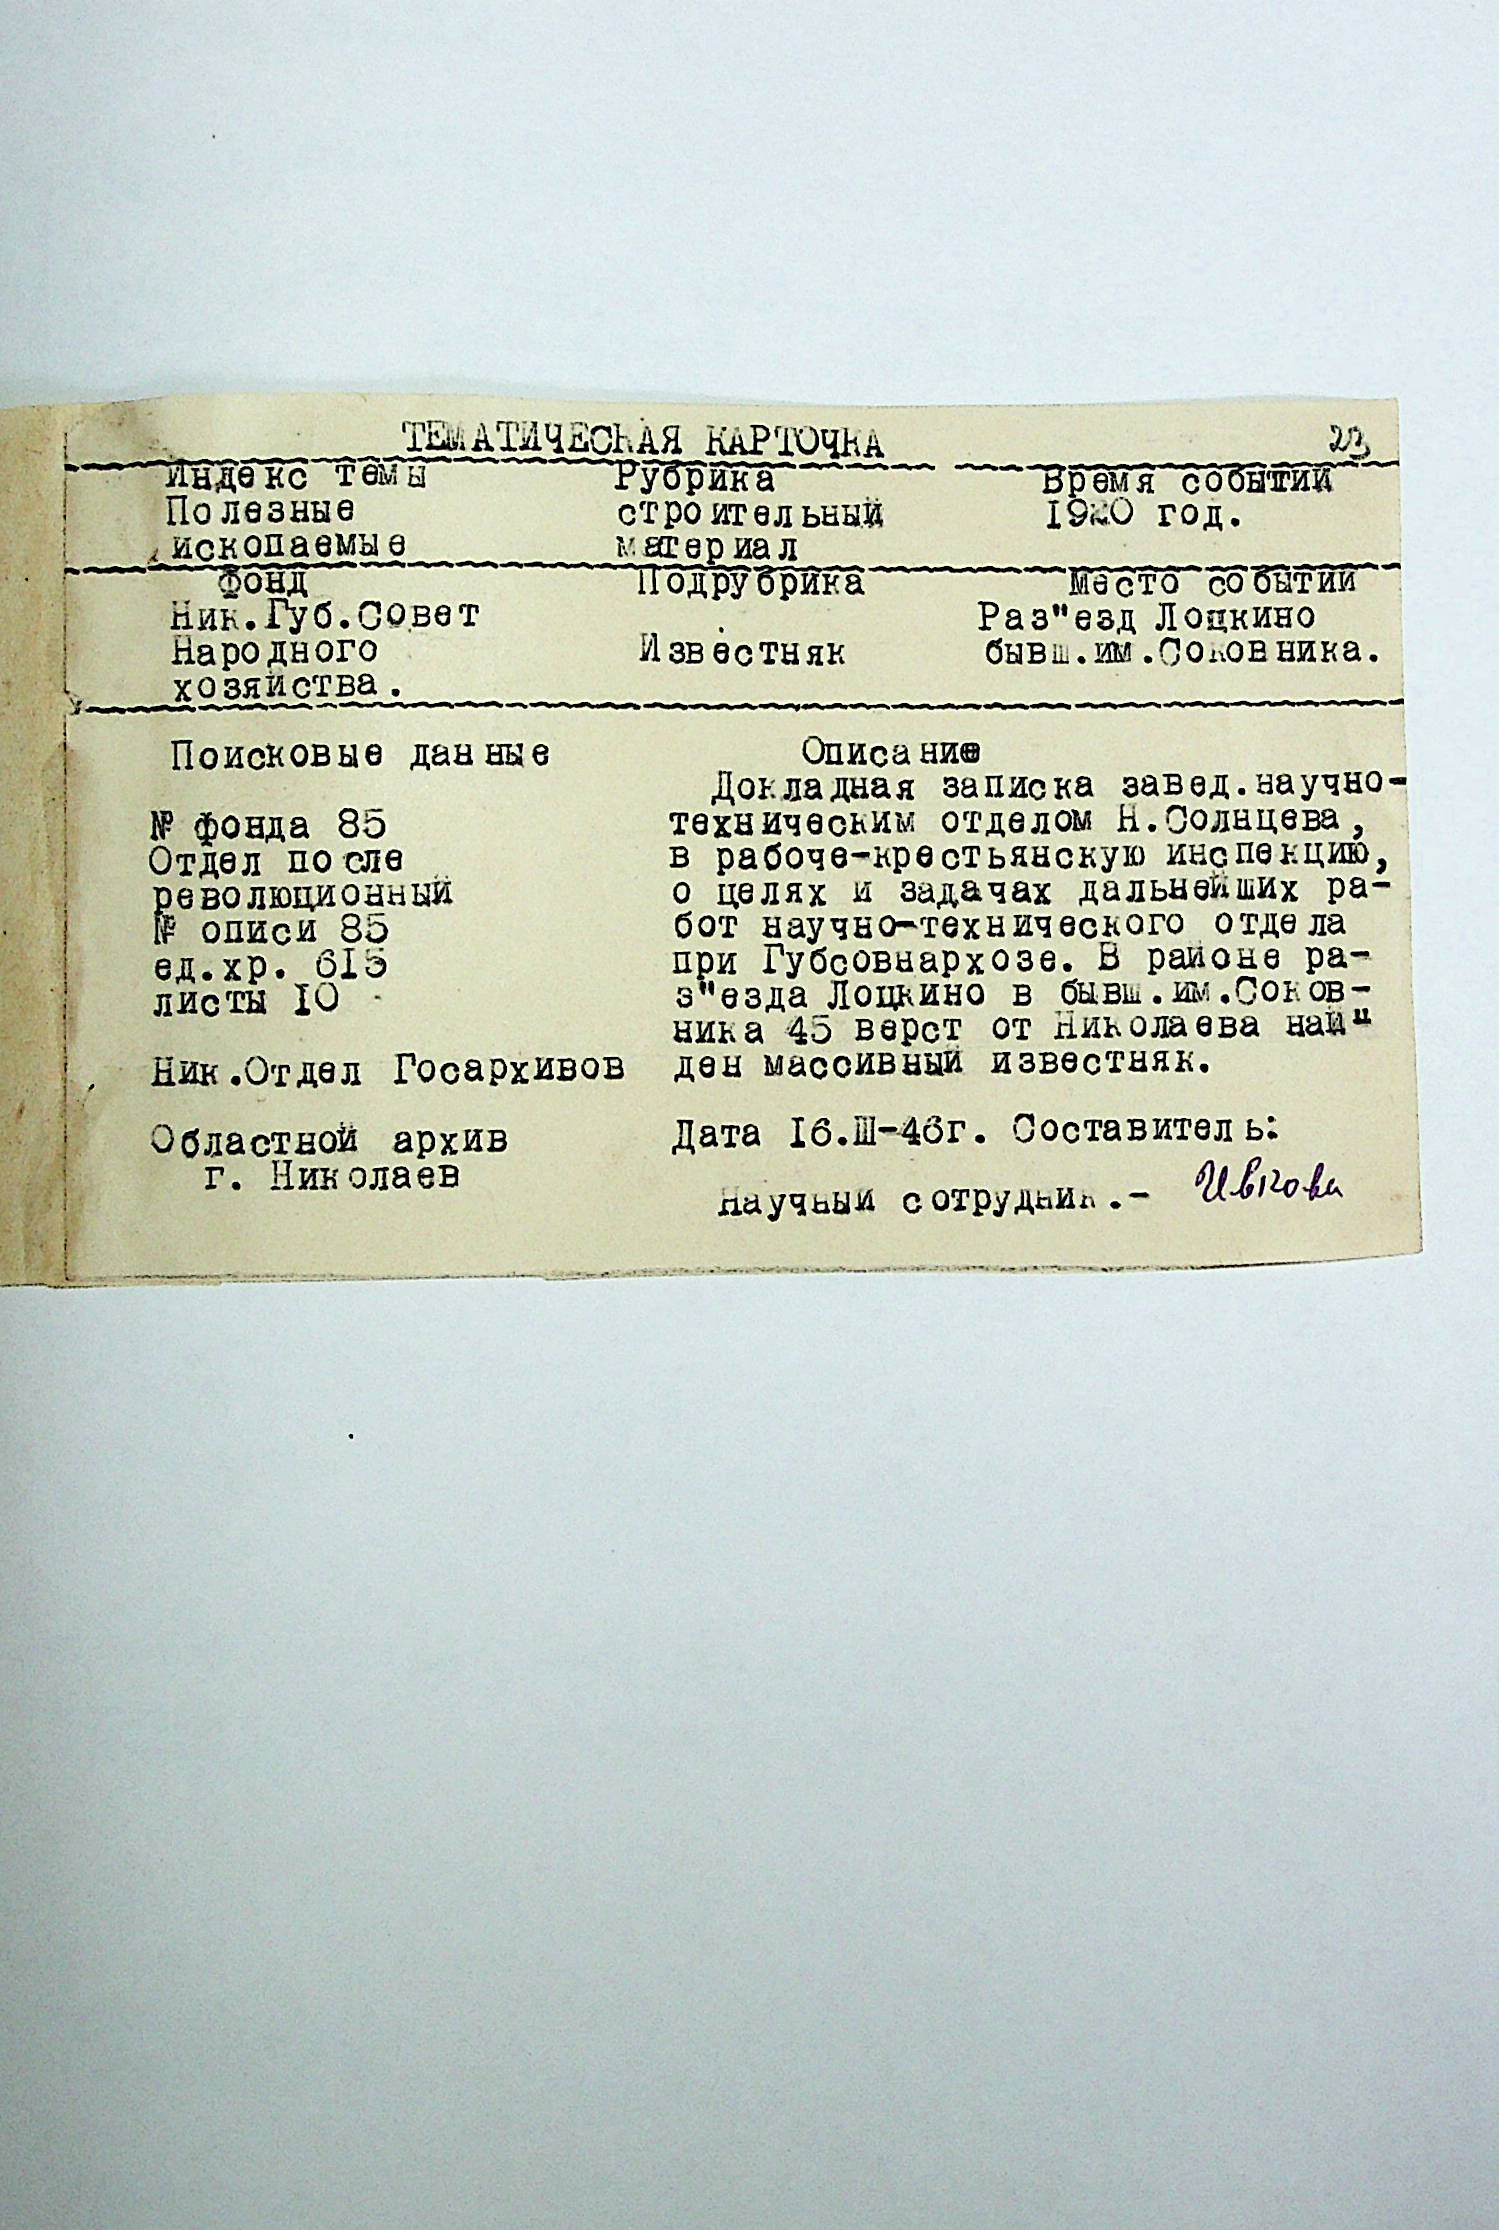 ТЕМАТИЧЕСКАЯ КАРТОЧКА 23
Индекс темы Рубрика Время событий
Полезные строительный 1920 год.
ископаемые материал
Фонд Подрубрика Место событий
Ник.Губ.Совет Раз"езд Лоцкино
Народного Известняк бывш.им.Соковника.
хозяйства.
Поисковые данные
№ фонда 85
Отдел после
революционный
№ описи 85
ед.хр. 615
листы 10
Ник.Отдел Госархивов
Областной архив
г. Николаев
Описание
Докладная записка завед.научно-
техническим отделом Н.Солнцева,
в рабоче-крестьянскую инспекцию,
о целях и задачах дальнейших ра-
бот научно-технического отдела
при Губсовнархозе. В районе ра-
з"езда Лоцкино в бывш.им.Соков-
ника 45 верст от Николаева най"
ден массивный известняк.
Дата 16.Ш-46г. Составитель:
Научный сотрудник.-